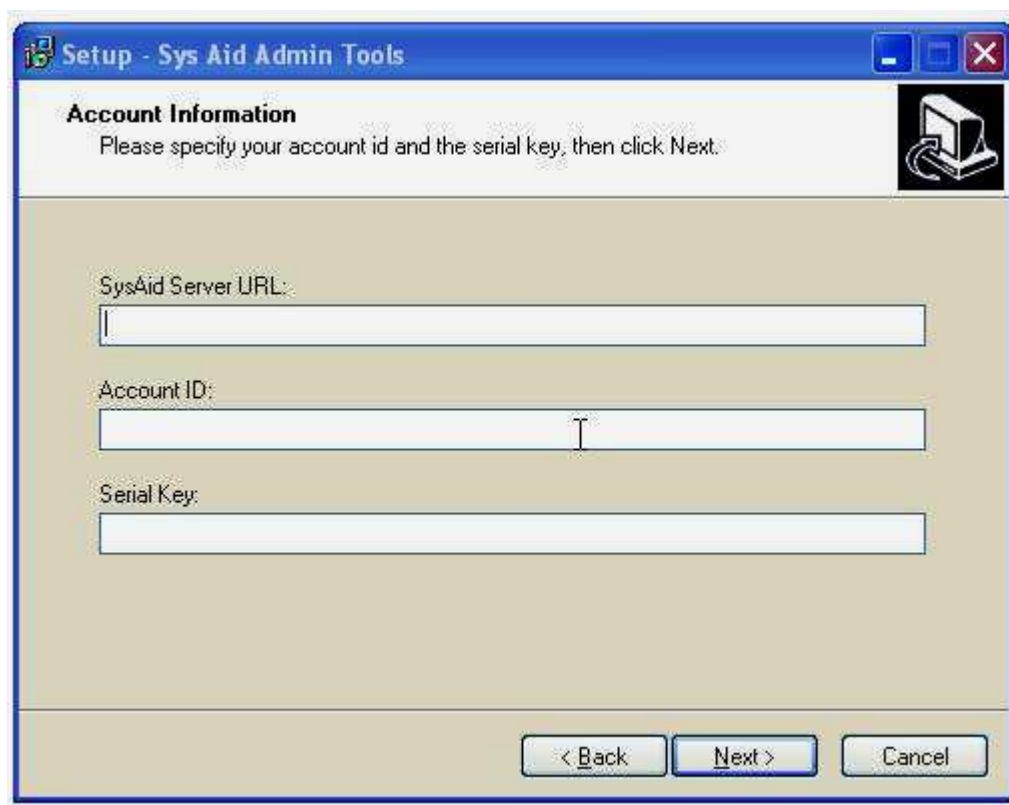 Setup - Sys Aid Admin Tools
Account Information
Please specify your account id and the serial key, then click Next.
SysAid Server URL:
Account ID:
Serial Key:
< Back Next > Cancel